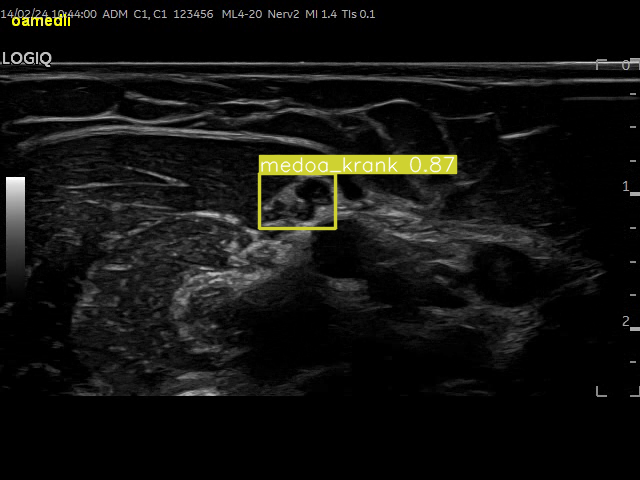 14/02/24 10:44:00 ADM C1, C1 123456 ML4-20 Nerv2 MI 1.4 TIs 0.1
oamedli
LOGIQ
0
medoa_krank 0.87
1
2